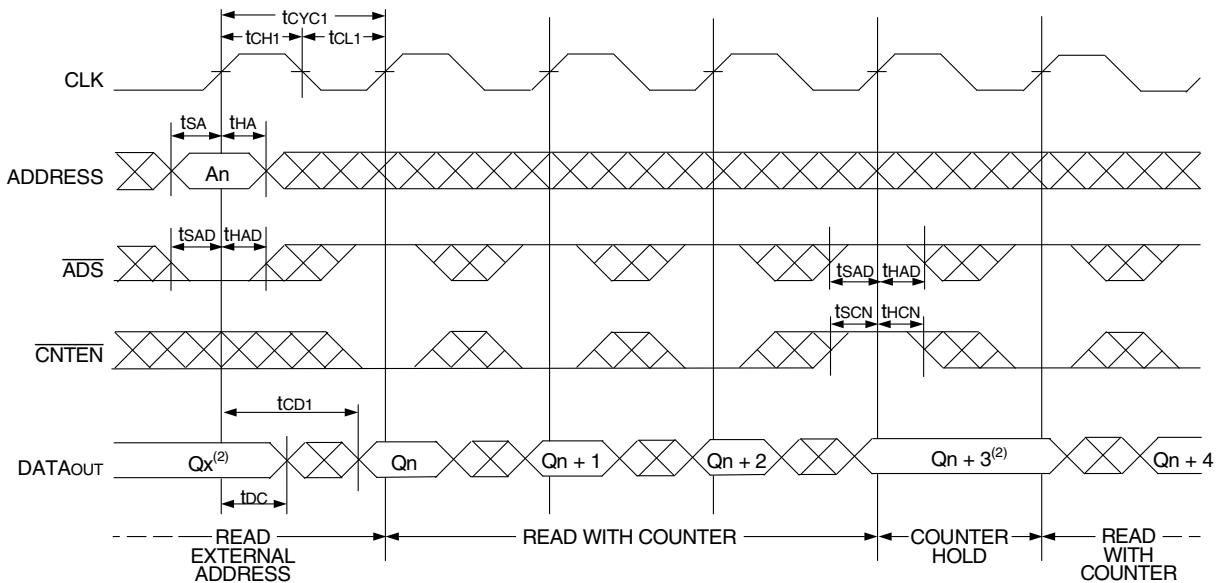 tCYC1
tCH1
tCL1
CLK
tSA
tHA
ADDRESS
An
tSAD
tHAD
ADS
tSAD
tHAD
tSCN
tHCN
CNTEN
tCD1
DATAOUT
Qx(2)
Qn
Qn + 1
Qn + 2
Qn + 3(2)
Qn + 4
tDC
READ
EXTERNAL
ADDRESS
READ WITH COUNTER
COUNTER
HOLD
READ
WITH
COUNTER